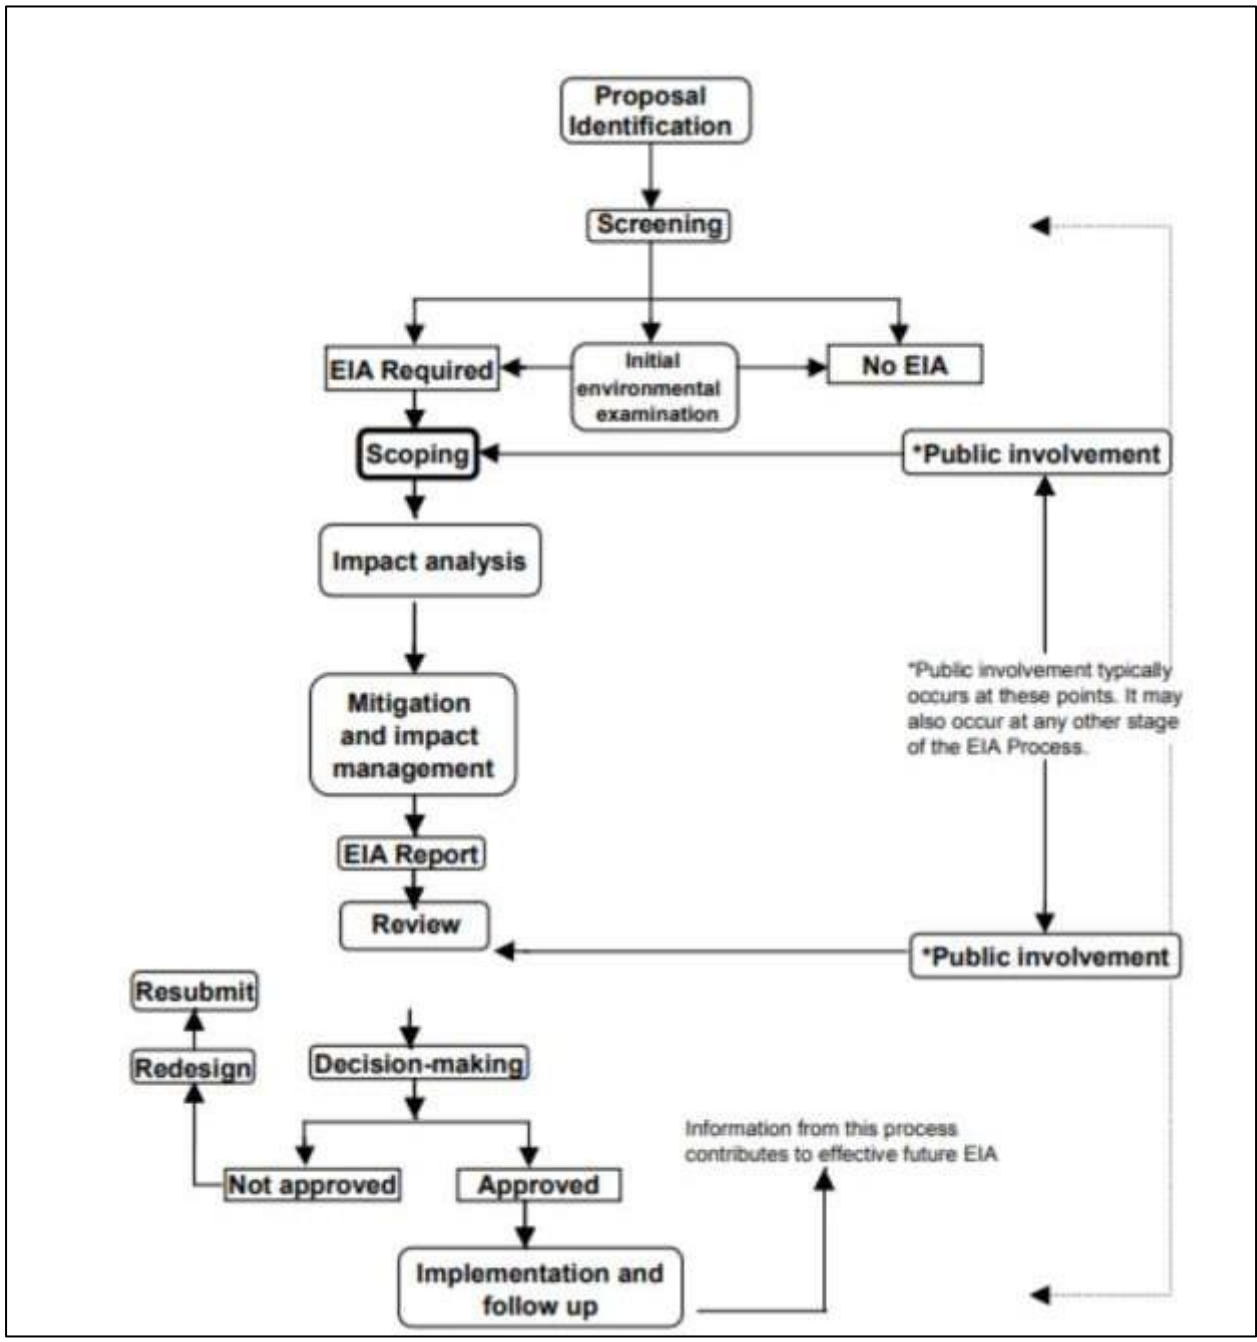 Proposal
Identification
Screening
EIA Required
Initial
environmental
examination
No EIA
Scoping
*Public involvement
Impact analysis
*Public involvement typically
occurs at these points. It may
also occur at any other stage
of the EIA Process.
Mitigation
and impact
management
EIA Report
Review
*Public involvement
Resubmit
Redesign
Decision-making
Not approved
Approved
Information from this process
contributes to effective future EIA
Implementation and
follow up